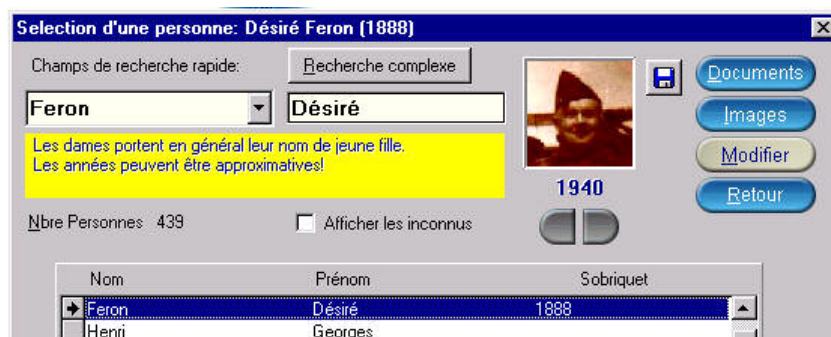 Selection d'une personne: Désiré Feron (1888)
Champs de recherche rapide:
Recherche complexe
Documents
Feron
Désiré
Images
Les dames portent en général leur nom de jeune fille.
Les années peuvent être approximatives!
Modifier
1940
Retour
Nbre Personnes 439
Afficher les inconnus
Nom Prénom Sobriquet
Feron Désiré 1888
Henri Georges